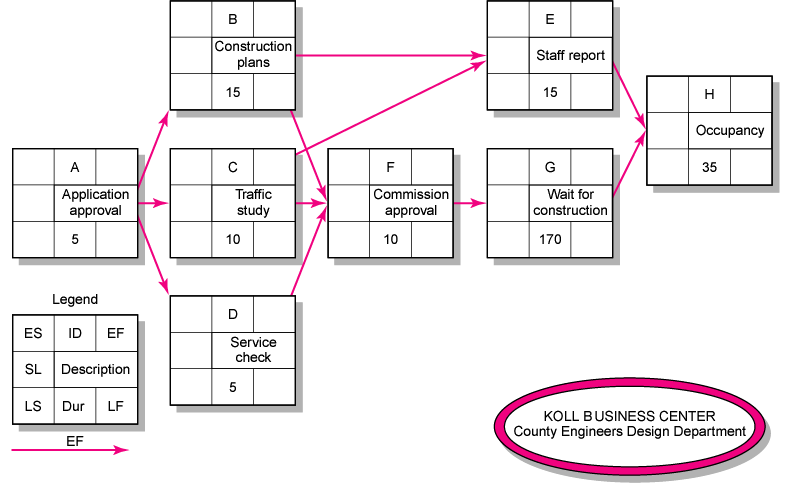 B
Construction
plans
15
E
Staff report
15
H
Occupancy
35
A
Application
approval
5
C
Traffic
study
10
F
Commission
approval
10
G
Wait for
construction
170
D
Service
check
5
Legend
ES ID EF
SL Description
LS Dur LF
EF
KOLL BUSINESS CENTER
County Engineers Design Department